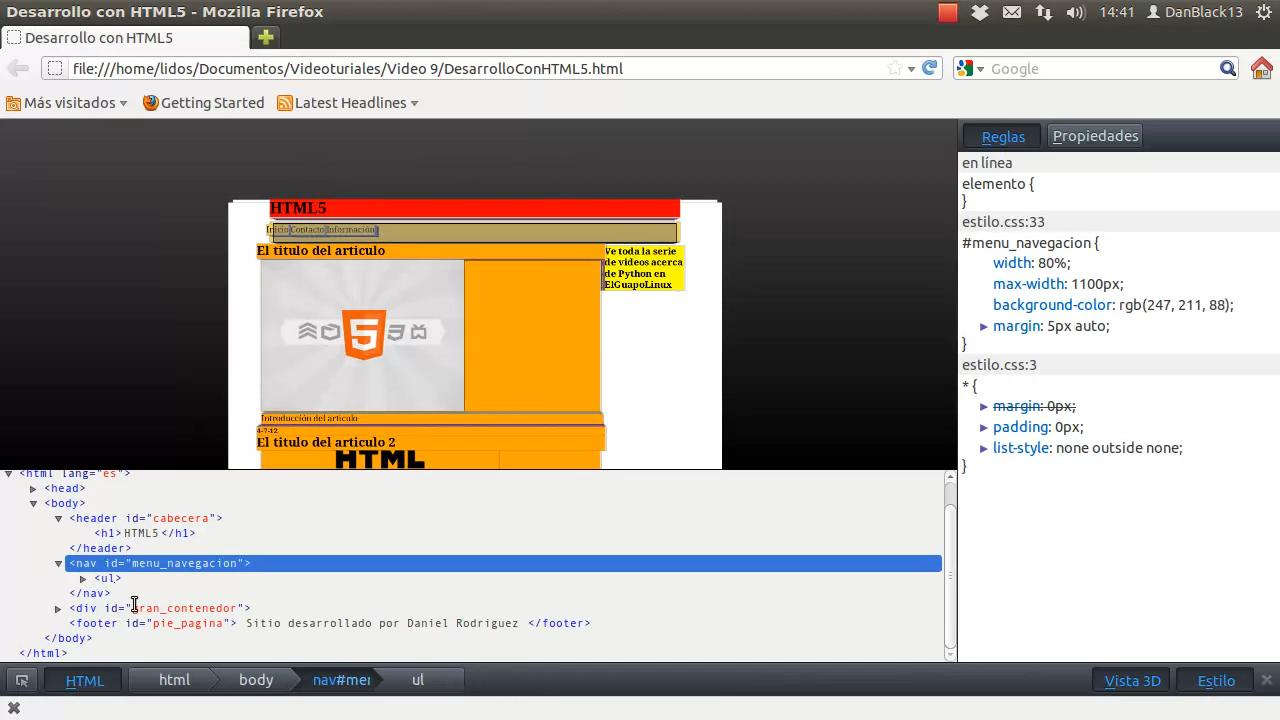 Desarrollo con HTML5 - Mozilla Firefox
14:41
DanBlack13
Desarrollo con HTML5
file:///home/lidos/Documentos/Videoturiales/Video 9/DesarrolloConHTML5.html
Google
Más visitados
Getting Started
Latest Headlines
Reglas
Propiedades
HTML5
Inicio Contacto Información
El titulo del articulo
Ve toda la serie
de videos acerca
de Python en
ElGuapoLinux
5
Introducción del articulo
4-7-12
El titulo del articulo 2
HTML
en línea
elemento {
}
estilo.css:33
#menu_navegacion {
width: 80%;
max-width: 1100px;
background-color: rgb(247, 211, 88);
margin: 5px auto;
}
estilo.css:3
* {
margin: 0px;
padding: 0px;
list-style: none outside none;
}
<html lang="es">
<head>
<body>
<header id="cabecera">
<h1>HTML5</h1>
</header>
<nav id="menu_navegacion">
<ul>
</nav>
<div id="gran_contenedor">
<footer id="pie_pagina"> Sitio desarrollado por Daniel Rodriguez </footer>
</body>
</html>
HTML
html
body
nav#mer
ul
Vista 3D
Estilo